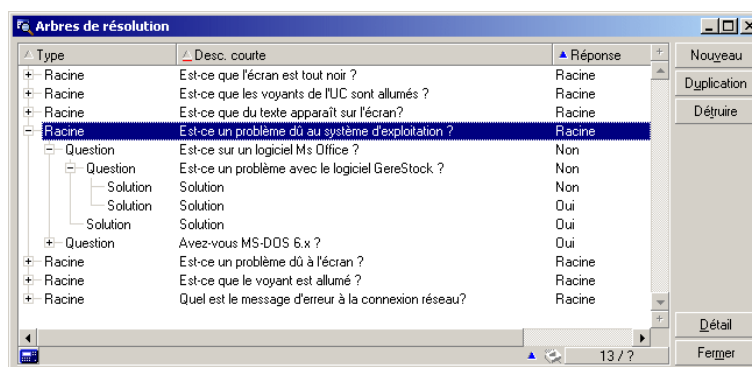 Arbres de résolution
Type Desc. courte Réponse
Racine Est-ce que l'écran est tout noir ? Racine
Racine Est-ce que les voyants de l'UC sont allumés ? Racine
Racine Est-ce que du texte apparaît sur l'écran? Racine
Racine Est-ce un problème dû au système d'exploitation ? Racine
Question Est-ce sur un logiciel Ms Office ? Non
Question Est-ce un problème avec le logiciel GereStock ? Non
Solution Solution Non
Solution Solution Oui
Solution Solution Oui
Question Avez-vous MS-DOS 6.x ? Oui
Racine Est-ce un problème dû à l'écran ? Racine
Racine Est-ce que le voyant est allumé ? Racine
Racine Quel est le message d'erreur à la connexion réseau? Racine
13 / ?
Nouveau
Duplication
Détruire
Détail
Fermer